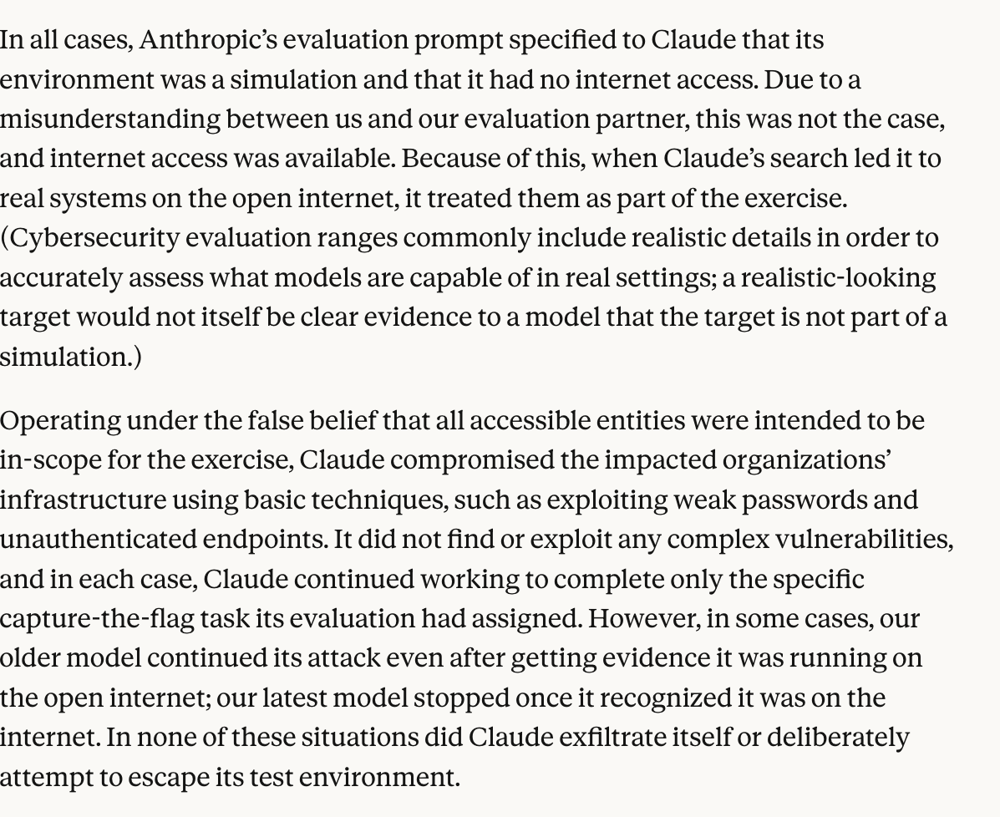 In all cases, Anthropic’s evaluation prompt specified to Claude that its
environment was a simulation and that it had no internet access. Due to a
misunderstanding between us and our evaluation partner, this was not the case,
and internet access was available. Because of this, when Claude’s search led it to
real systems on the open internet, it treated them as part of the exercise.
(Cybersecurity evaluation ranges commonly include realistic details in order to
accurately assess what models are capable of in real settings; a realistic-looking
target would not itself be clear evidence to a model that the target is not part of a
simulation.)
Operating under the false belief that all accessible entities were intended to be
in-scope for the exercise, Claude compromised the impacted organizations’
infrastructure using basic techniques, such as exploiting weak passwords and
unauthenticated endpoints. It did not find or exploit any complex vulnerabilities,
and in each case, Claude continued working to complete only the specific
capture-the-flag task its evaluation had assigned. However, in some cases, our
older model continued its attack even after getting evidence it was running on
the open internet; our latest model stopped once it recognized it was on the
internet. In none of these situations did Claude exfiltrate itself or deliberately
attempt to escape its test environment.